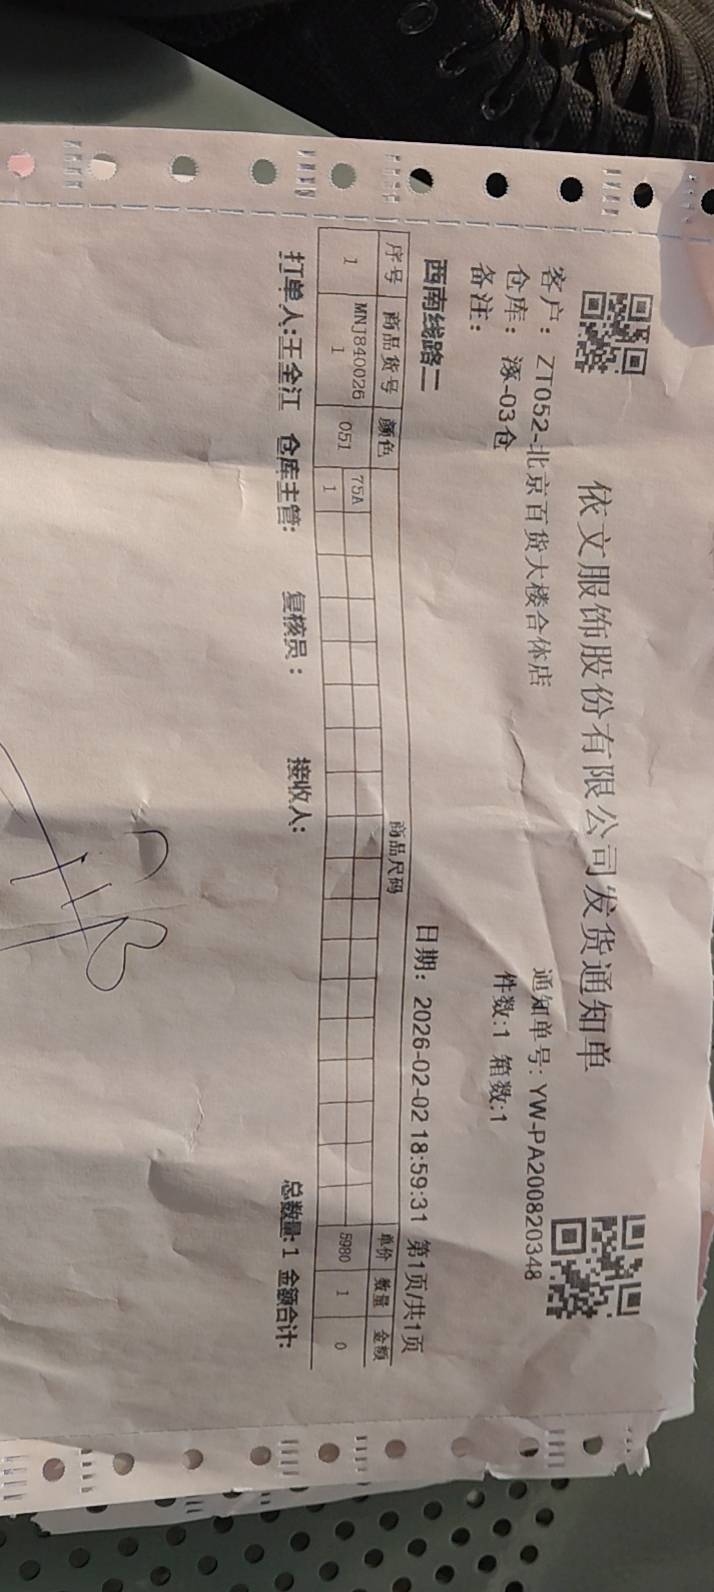 依文服饰股份有限公司发货通知单
客户：ZT052-北京百货大楼合体店 通知单号：YW-PA200820348
仓库：涿-03仓 件数:1 箱数:1
备注：
西南线路二 日期：2026-02-02 18:59:31 第1页/共1页
序号 商品货号 颜色 商品尺码 单价 数量 金额
75A
1 MNJ840026 051 5980 1 0
1 1
打单人:王全江 仓库主管: 复核员： 接收人: 总数量:1 金额合计: